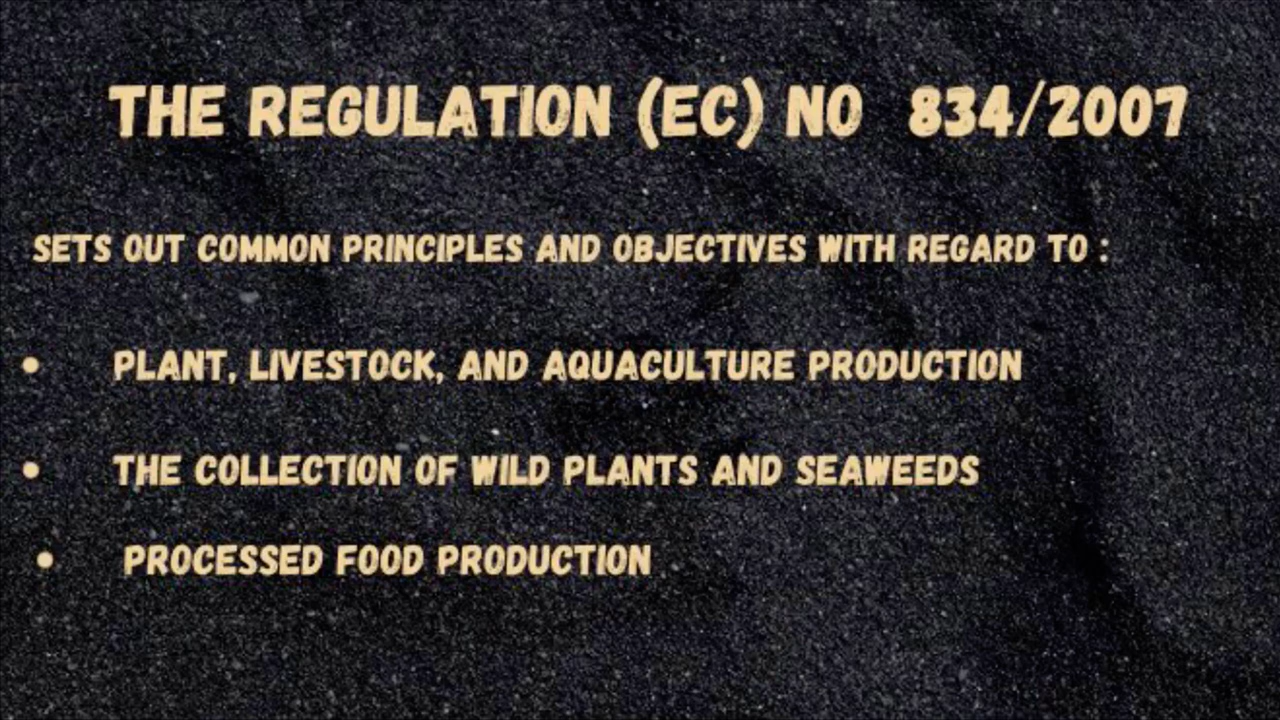 THE REGULATION (EC) NO 834/2007
SETS OUT COMMON PRINCIPLES AND OBJECTIVES WITH REGARD TO :
• PLANT, LIVESTOCK, AND AQUACULTURE PRODUCTION
• THE COLLECTION OF WILD PLANTS AND SEAWEEDS
• PROCESSED FOOD PRODUCTION